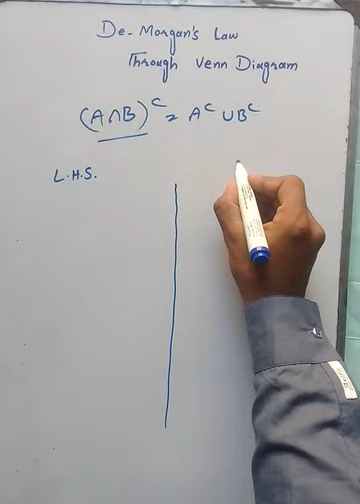 De-Morgan's Law
Through Venn Diagram
(A∩B)ᶜ = Aᶜ ∪ Bᶜ
L.H.S.